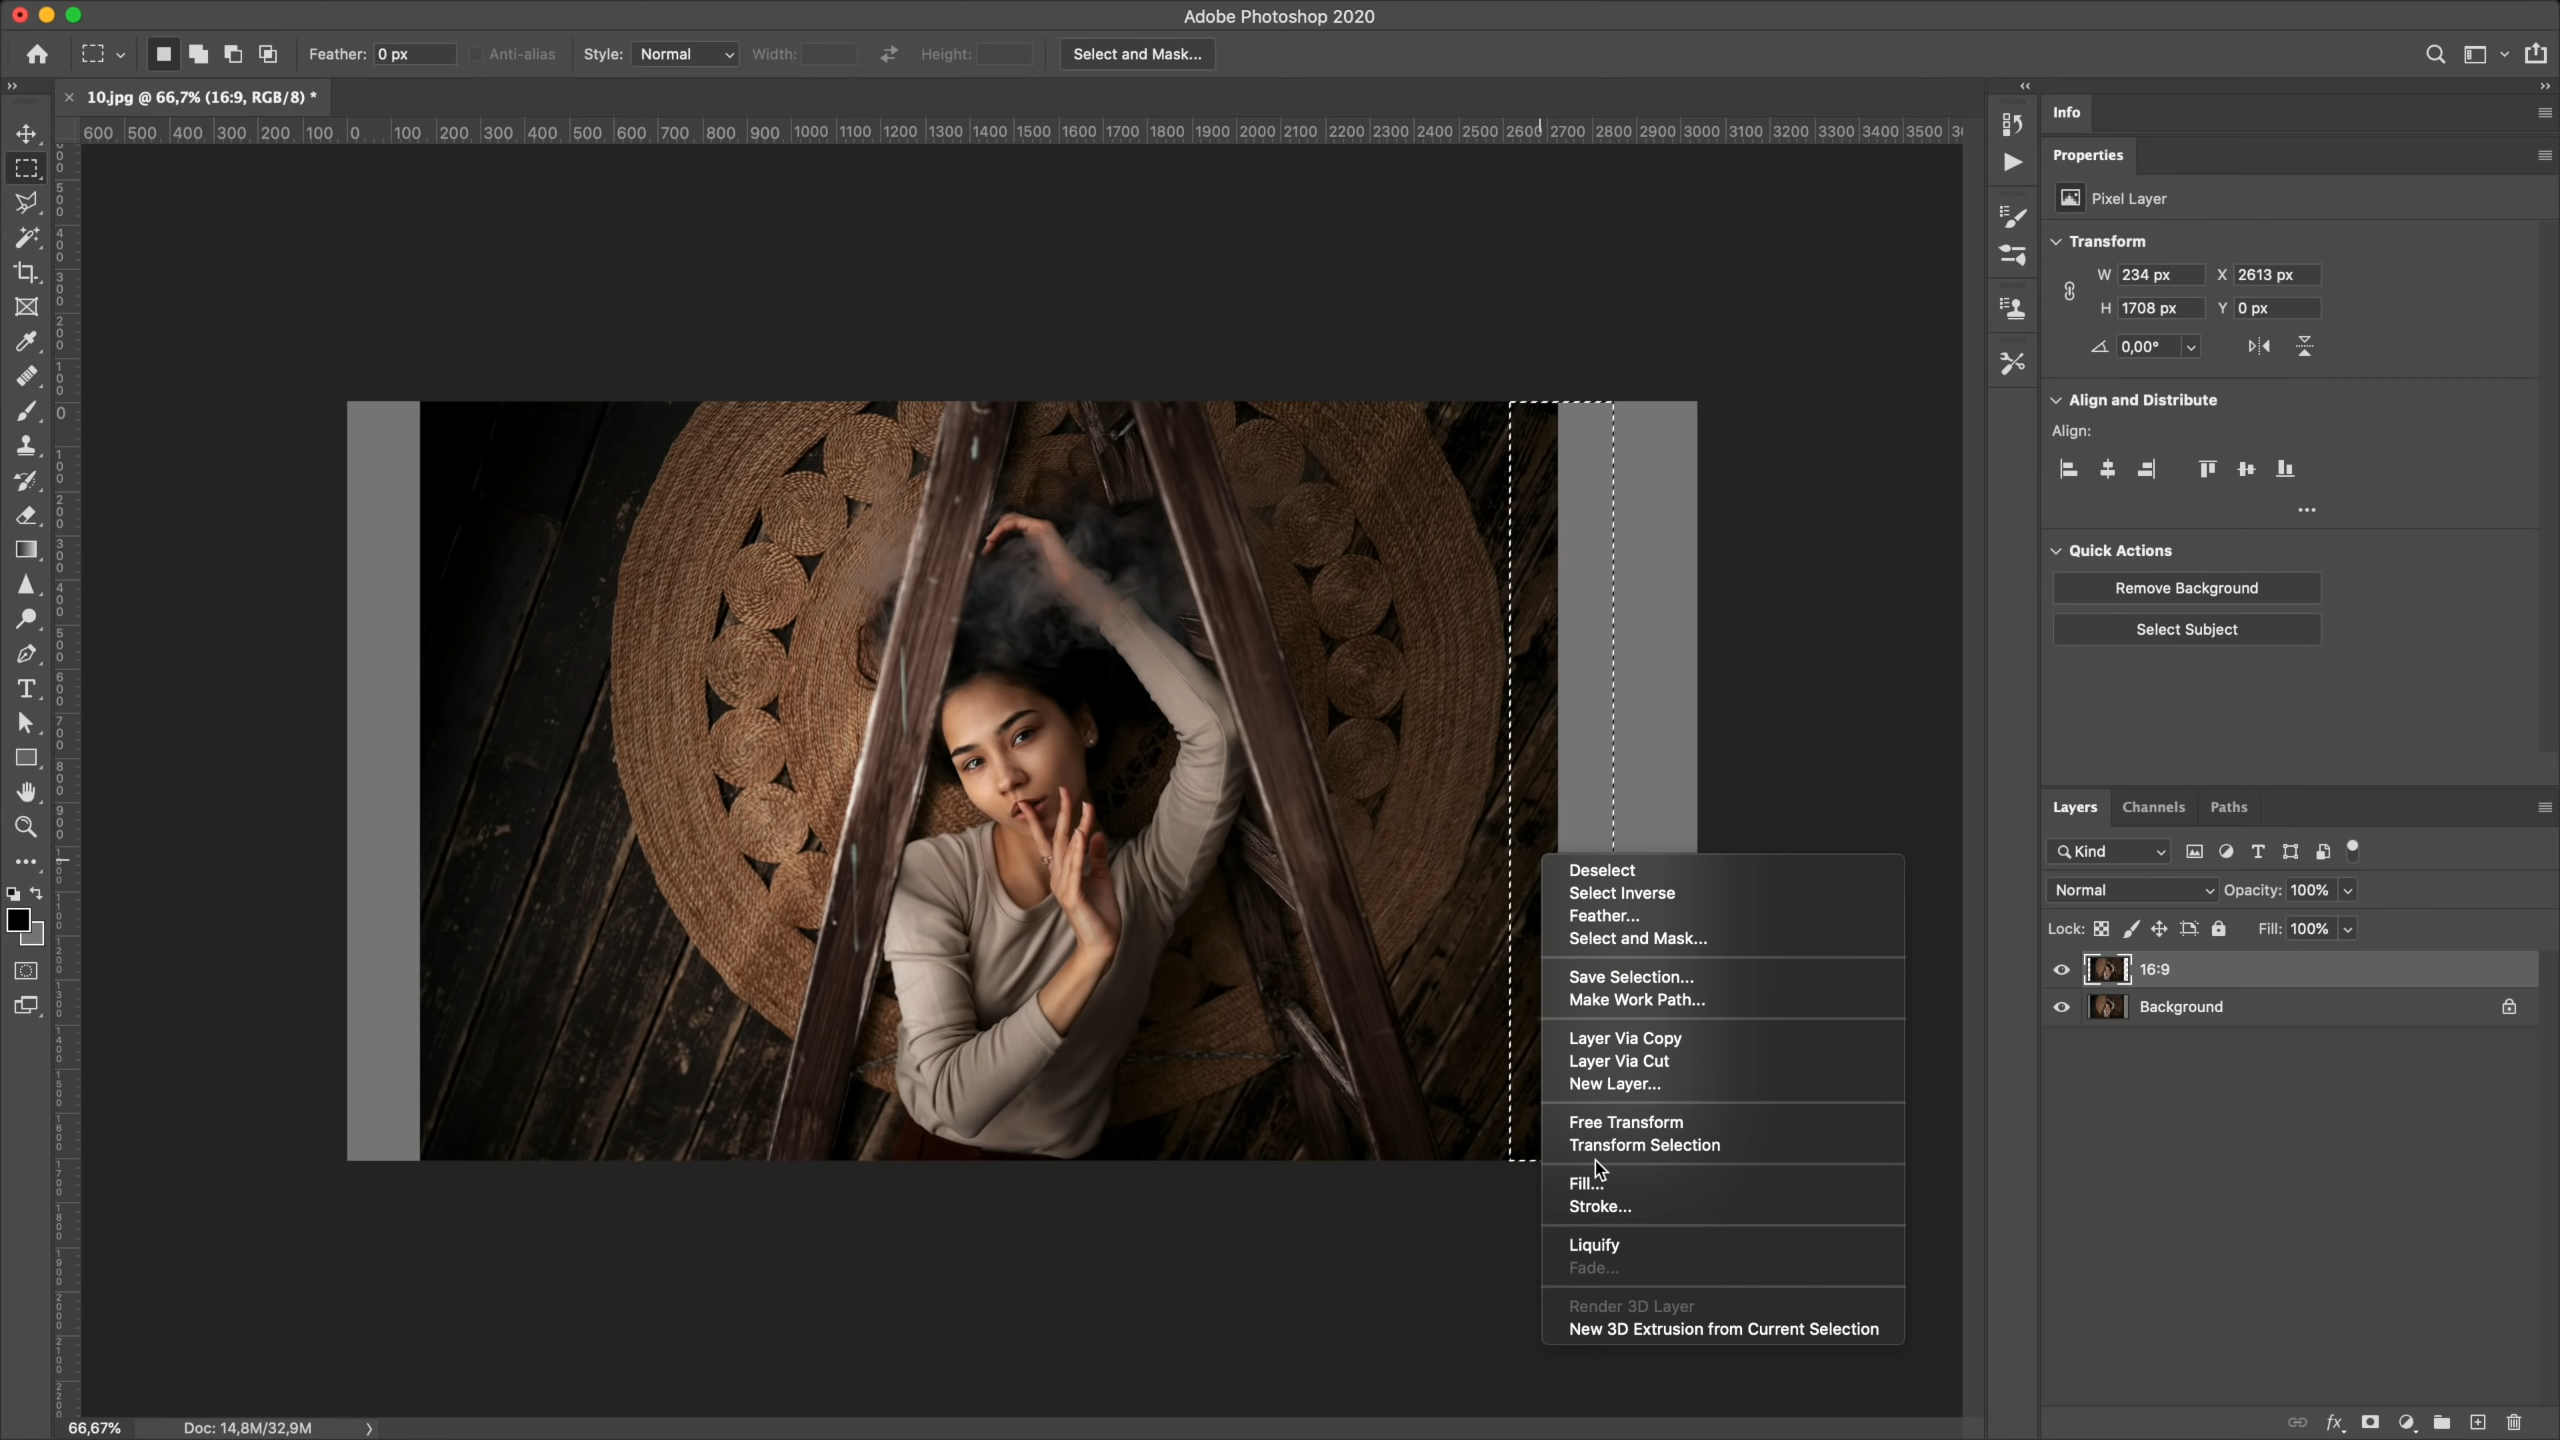 Adobe Photoshop 2020
Feather: 0 px Anti-alias Style: Normal Width: Height: Select and Mask...
10.jpg @ 66,7% (16:9, RGB/8) *
600 500 400 300 200 100 0 100 200 300 400 500 600 700 800 900 1000 1100 1200 1300 1400 1500 1600 1700 1800 1900 2000 2100 2200 2300 2400 2500 2600 2700 2800 2900 3000 3100 3200 3300 3400 3500
Info
Properties
Pixel Layer
Transform
W 234 px X 2613 px
H 1708 px Y 0 px
0,00°
Align and Distribute
Align:
Quick Actions
Remove Background
Select Subject
Deselect
Select Inverse
Feather...
Select and Mask...
Save Selection...
Make Work Path...
Layer Via Copy
Layer Via Cut
New Layer...
Free Transform
Transform Selection
Fill...
Stroke...
Liquify
Fade...
Render 3D Layer
New 3D Extrusion from Current Selection
Layers Channels Paths
Kind
Normal Opacity: 100%
Lock: Fill: 100%
16:9
Background
66,67% Doc: 14,8M/32,9M